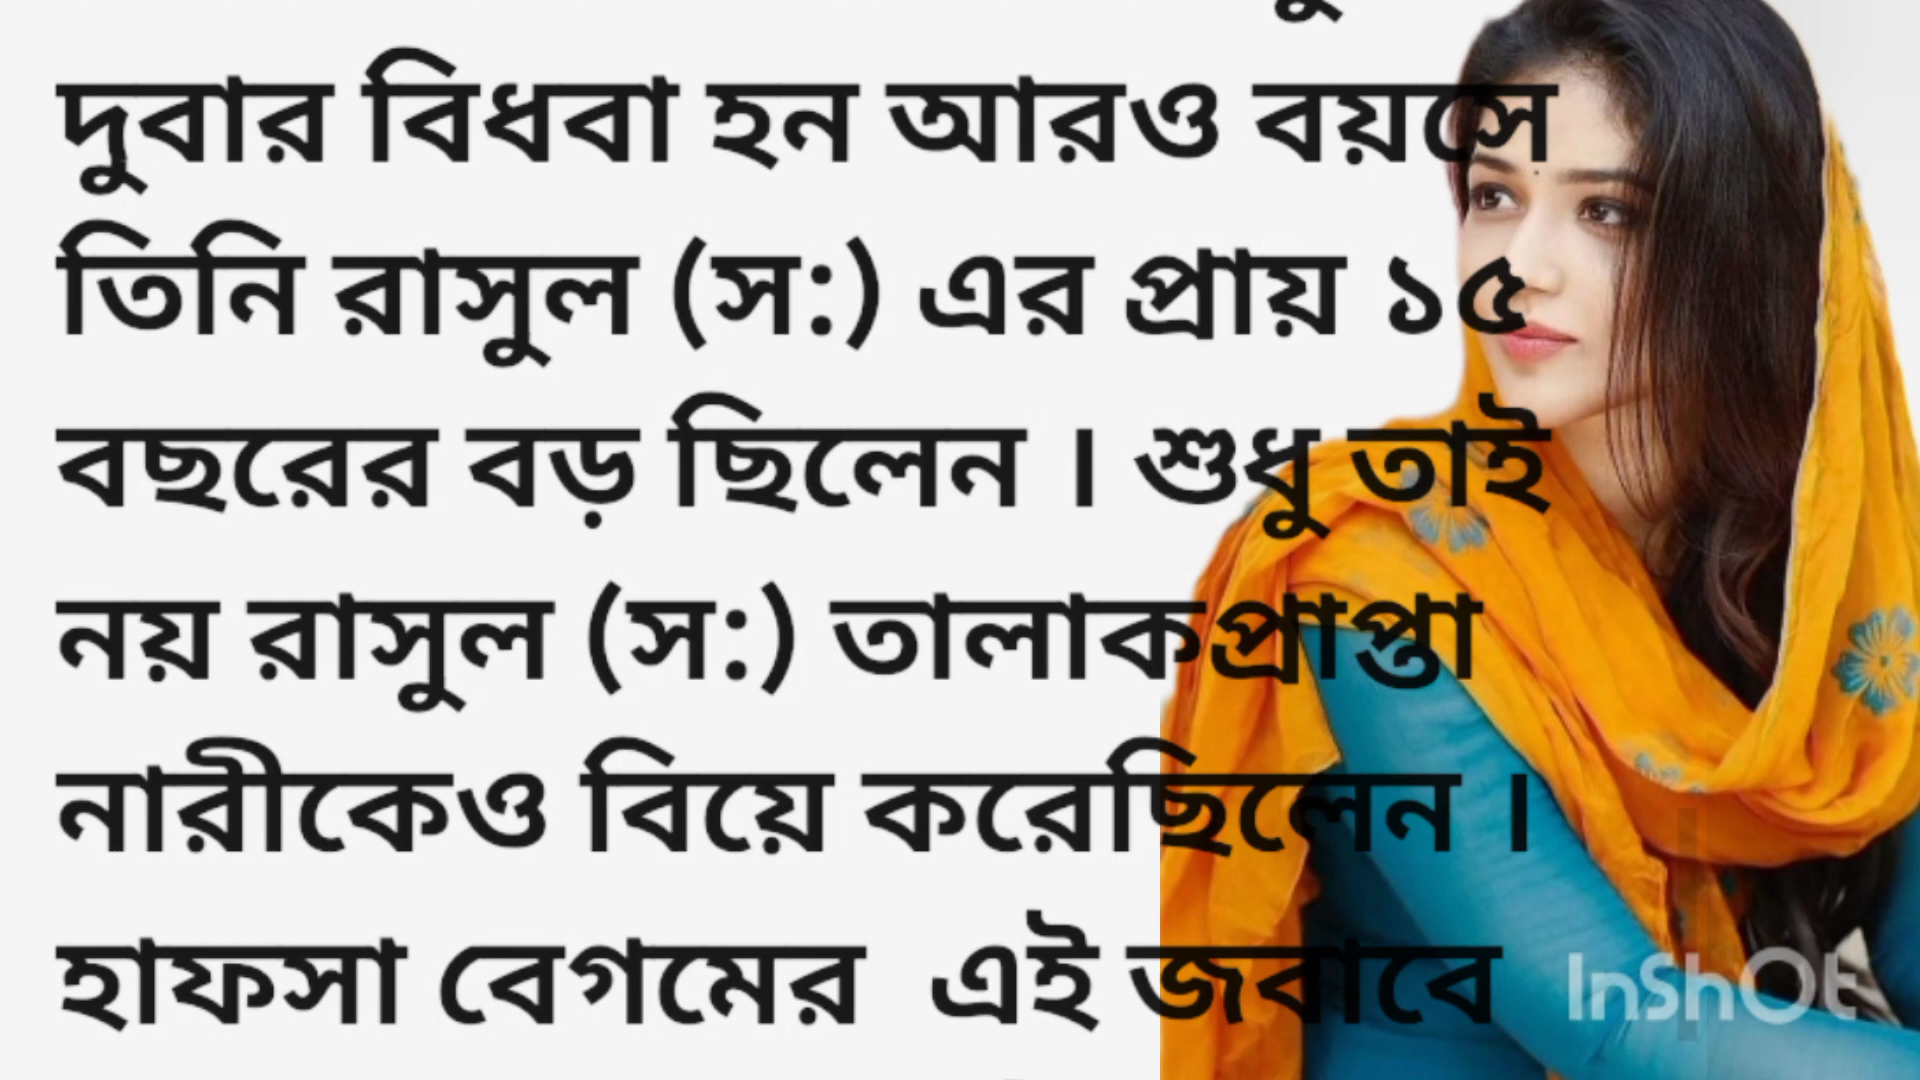 দুবার বিধবা হন আরও বয়সে
তিনি রাসুল (স:) এর প্রায় ১৫
বছরের বড় ছিলেন । শুধু তাই
নয় রাসুল (স:) তালাকপ্রাপ্তা
নারীকেও বিয়ে করেছিলেন ।
হাফসা বেগমের এই জবাবে
InShOt